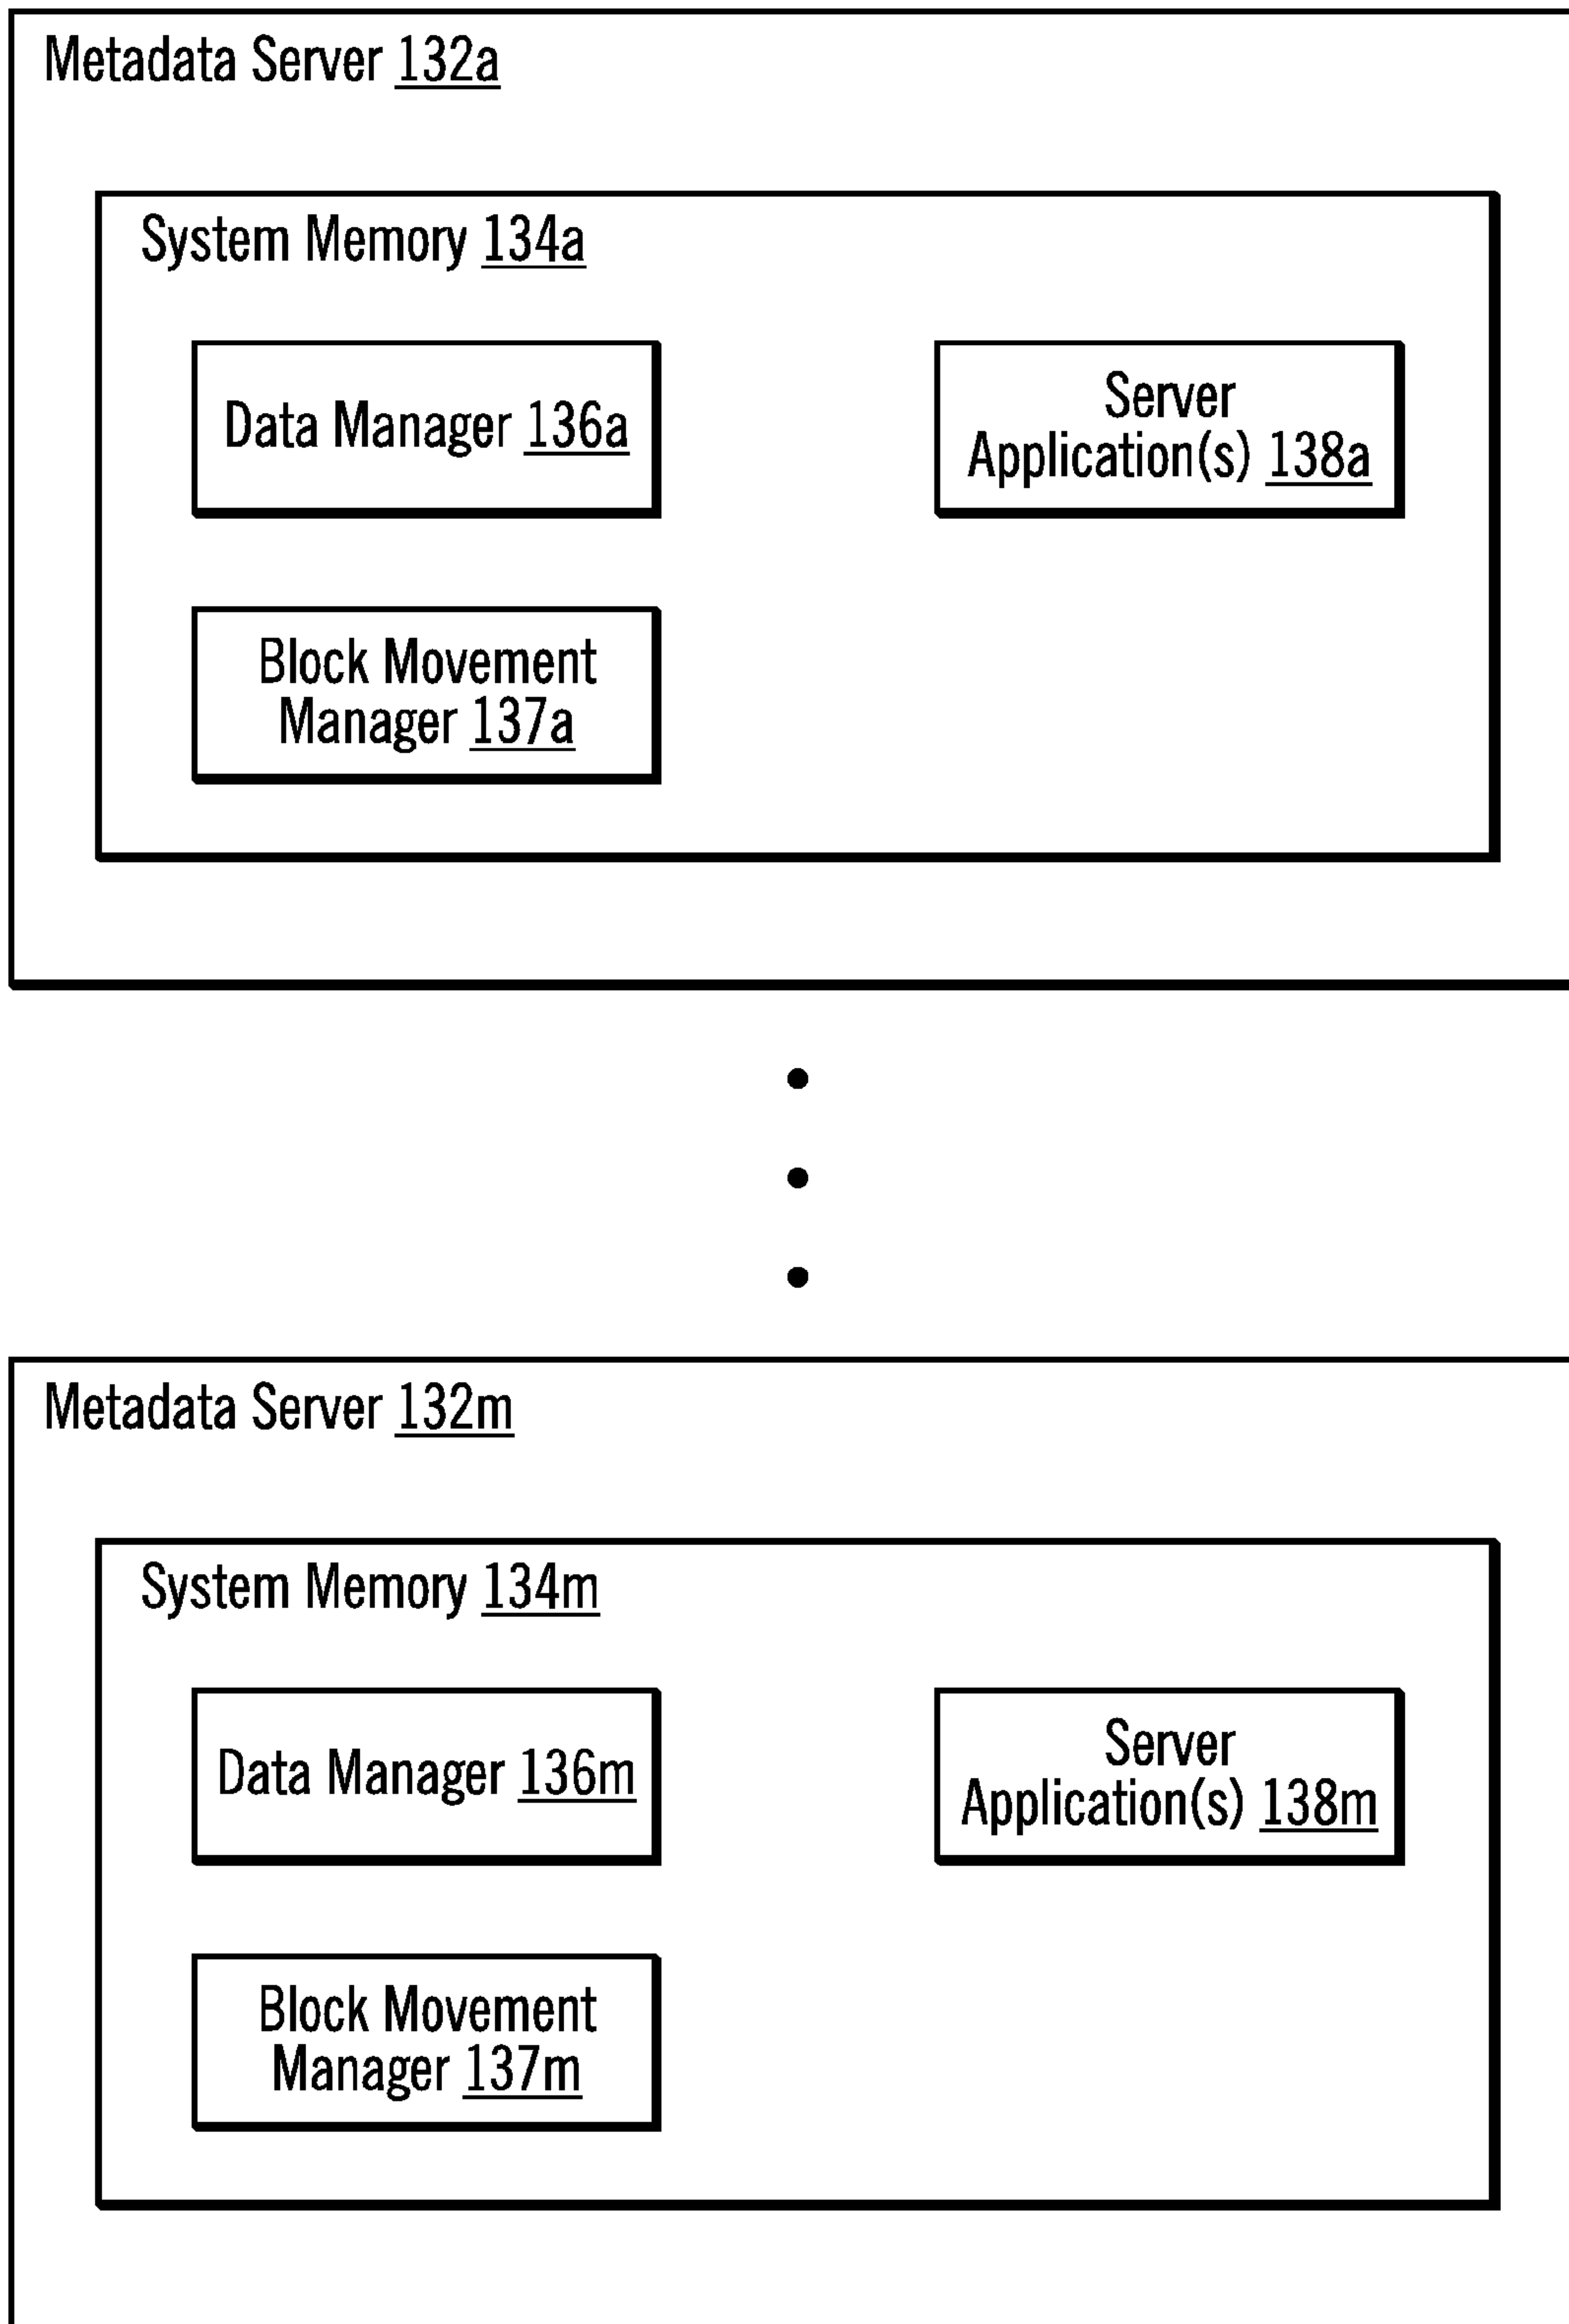 Metadata Server 132a
System Memory 134a
Data Manager 136a
Server
Application(s) 138a
Block Movement
Manager 137a
Metadata Server 132m
System Memory 134m
Data Manager 136m
Server
Application(s) 138m
Block Movement
Manager 137m